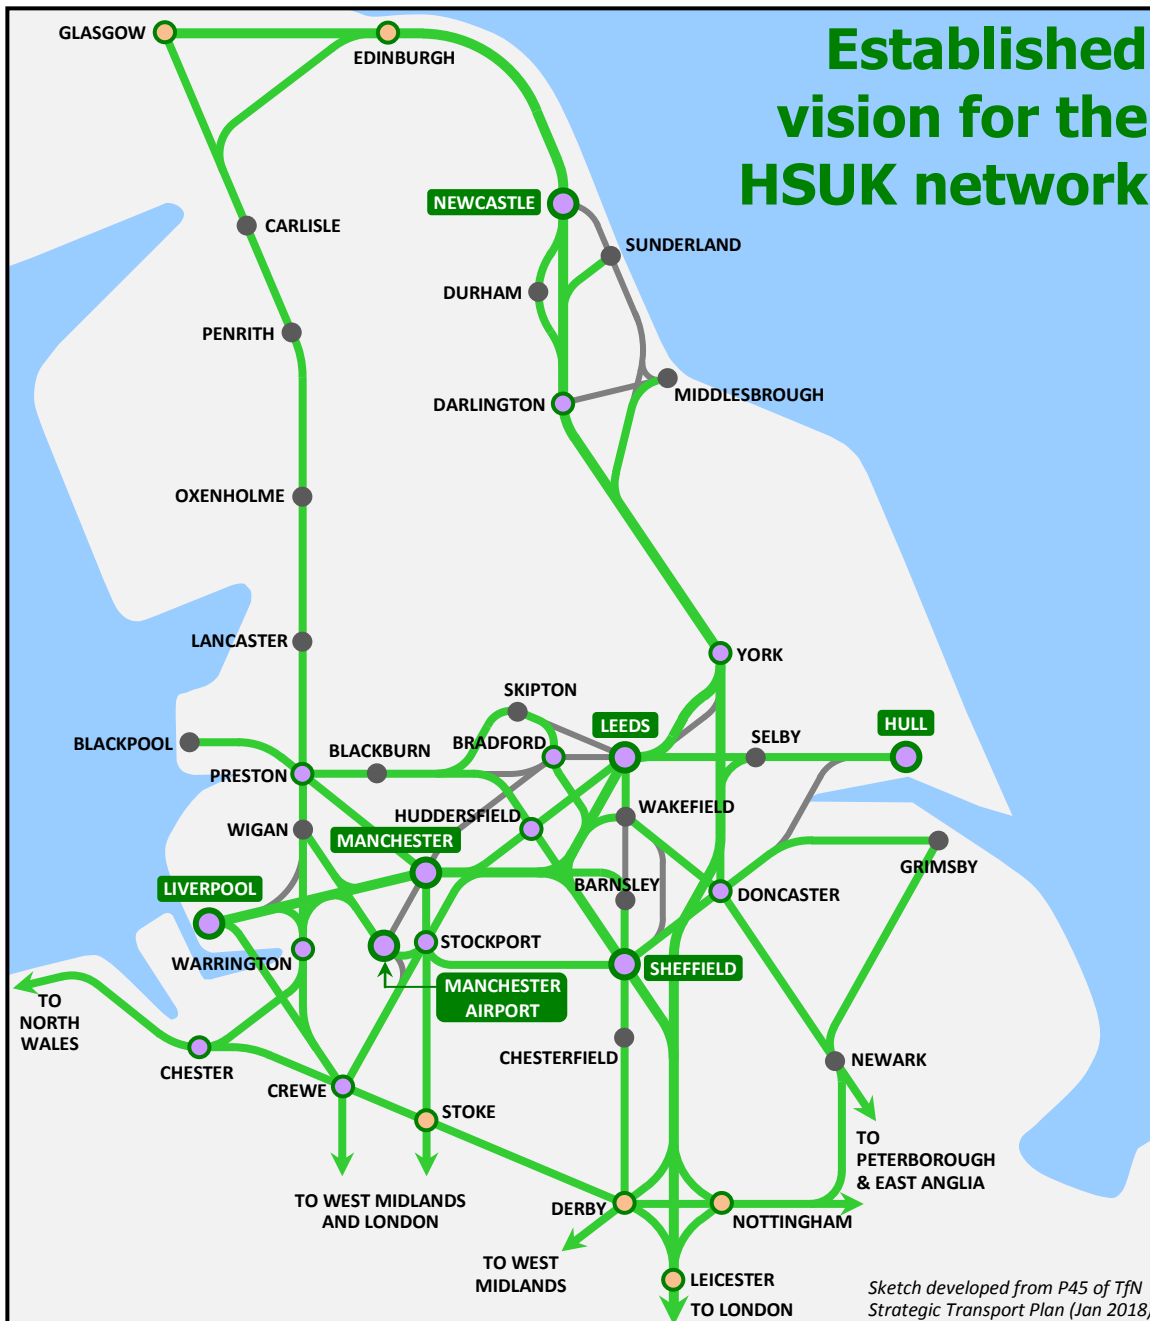 Established
vision for the
HSUK network
GLASGOW
EDINBURGH
NEWCASTLE
CARLISLE
SUNDERLAND
DURHAM
PENRITH
MIDDLESBROUGH
DARLINGTON
OXENHOLME
LANCASTER
YORK
SKIPTON
LEEDS
HULL
BLACKPOOL
BLACKBURN
BRADFORD
SELBY
PRESTON
WAKEFIELD
HUDDERSFIELD
WIGAN
MANCHESTER
GRIMSBY
BARNSLEY
LIVERPOOL
DONCASTER
STOCKPORT
WARRINGTON
SHEFFIELD
MANCHESTER
AIRPORT
TO
NORTH
WALES
CHESTERFIELD
NEWARK
CHESTER
CREWE
STOKE
TO
PETERBOROUGH
& EAST ANGLIA
TO WEST MIDLANDS
AND LONDON
DERBY
NOTTINGHAM
TO WEST
MIDLANDS
LEICESTER
TO LONDON
Sketch developed from P45 of TfN
Strategic Transport Plan (Jan 2018)